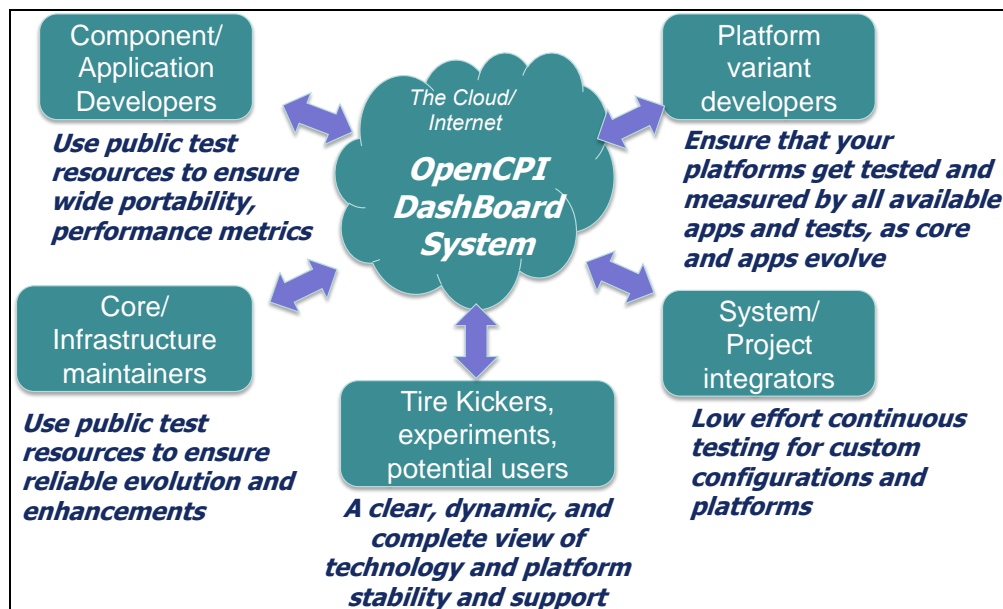 Component/
Application
Developers
Use public test
resources to ensure
wide portability,
performance metrics
The Cloud/
Internet
OpenCPI
DashBoard
System
Platform
variant
developers
Ensure that your
platforms get tested and
measured by all available
apps and tests, as core
and apps evolve
Core/
Infrastructure
maintainers
Use public test
resources to ensure
reliable evolution and
enhancements
Tire Kickers,
experiments,
potential users
A clear, dynamic, and
complete view of
technology and platform
stability and support
System/
Project
integrators
Low effort continuous
testing for custom
configurations and
platforms